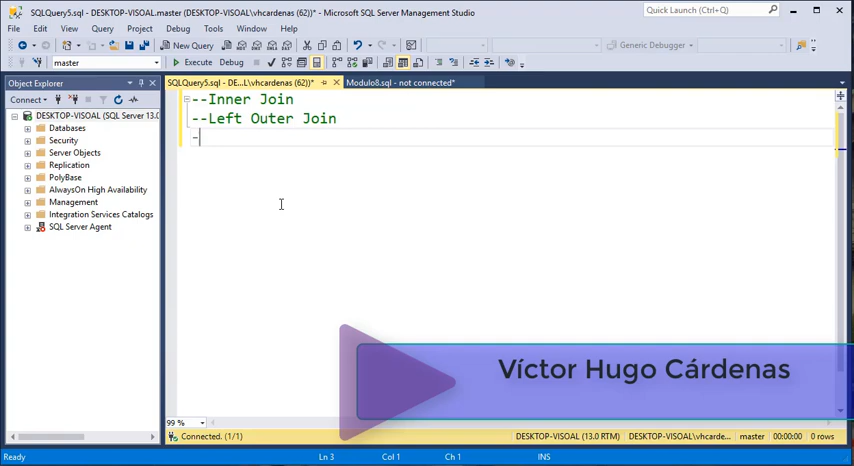 SQLQuery5.sql - DESKTOP-VISOAL.master (DESKTOP-VISOAL\vhcardenas (62))* - Microsoft SQL Server Management Studio
Quick Launch (Ctrl+Q)
File Edit View Query Project Debug Tools Window Help
New Query
Generic Debugger
master
Execute Debug
Object Explorer
SQLQuery5.sql - DE...L\vhcardenas (62))*
Modulo8.sql - not connected*
Connect
DESKTOP-VISOAL (SQL Server 13.0
Databases
Security
Server Objects
Replication
PolyBase
AlwaysOn High Availability
Management
Integration Services Catalogs
SQL Server Agent
--Inner Join
--Left Outer Join
-
Víctor Hugo Cárdenas
99 %
Connected. (1/1)
DESKTOP-VISOAL (13.0 RTM)
DESKTOP-VISOAL\vhcarde...
master
00:00:00
0 rows
Ready
Ln 3
Col 1
Ch 1
INS